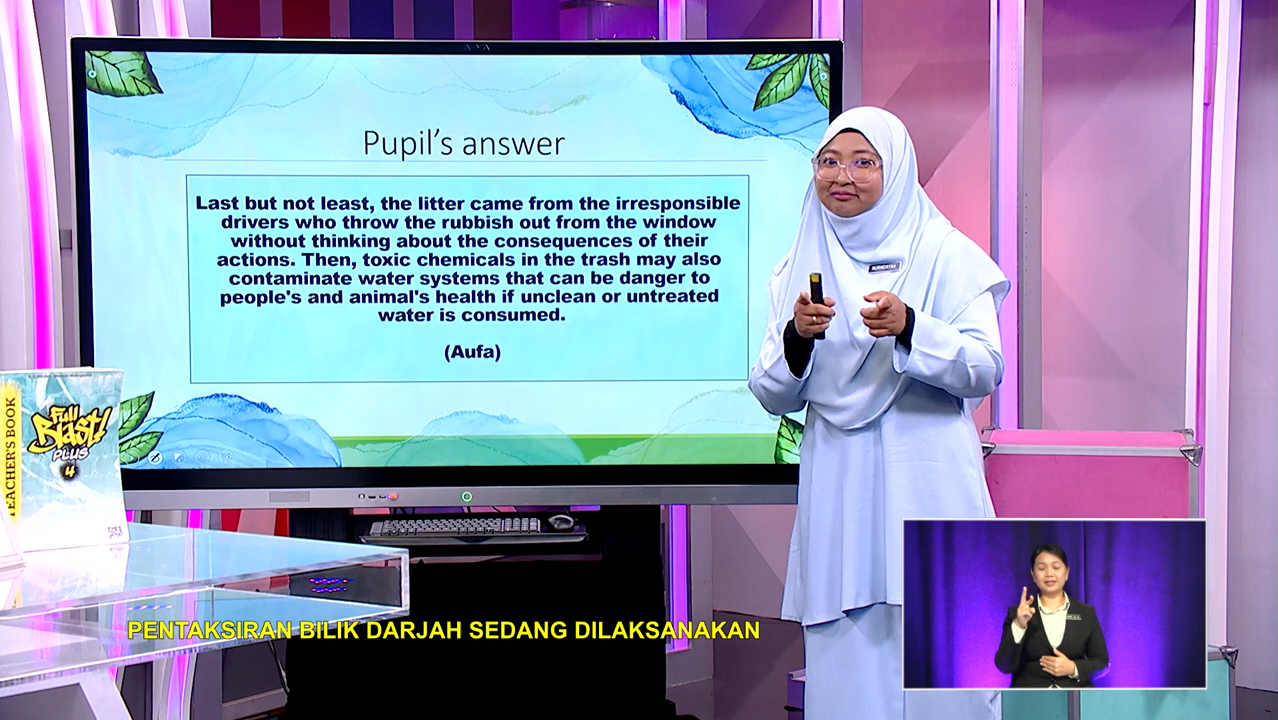 Pupil's answer
Last but not least, the litter came from the irresponsible
drivers who throw the rubbish out from the window
without thinking about the consequences of their
actions. Then, toxic chemicals in the trash may also
contaminate water systems that can be danger to
people's and animal's health if unclean or untreated
water is consumed.
(Aufa)
TEACHER'S BOOK
Full
Blast!
PLUS
4
PENTAKSIRAN BILIK DARJAH SEDANG DILAKSANAKAN